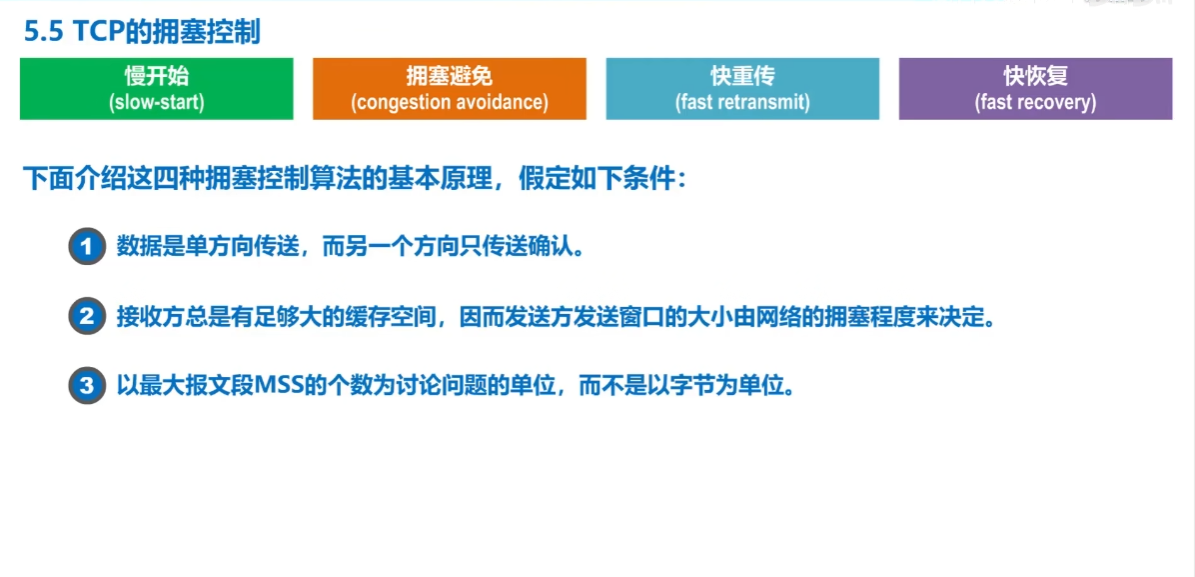 5.5 TCP的拥塞控制
慢开始
(slow-start)
拥塞避免
(congestion avoidance)
快重传
(fast retransmit)
快恢复
(fast recovery)
下面介绍这四种拥塞控制算法的基本原理，假定如下条件：
1 数据是单方向传送，而另一个方向只传送确认。
2 接收方总是有足够大的缓存空间，因而发送方发送窗口的大小由网络的拥塞程度来决定。
3 以最大报文段MSS的个数为讨论问题的单位，而不是以字节为单位。